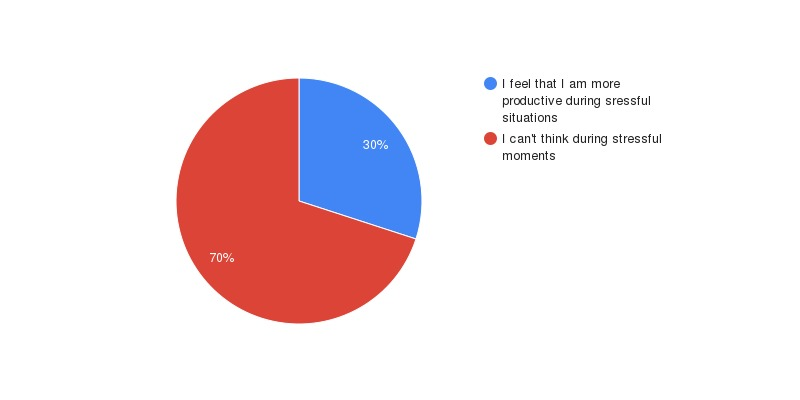 30%
70%
I feel that I am more
productive during sressful
situations
I can't think during stressful
moments